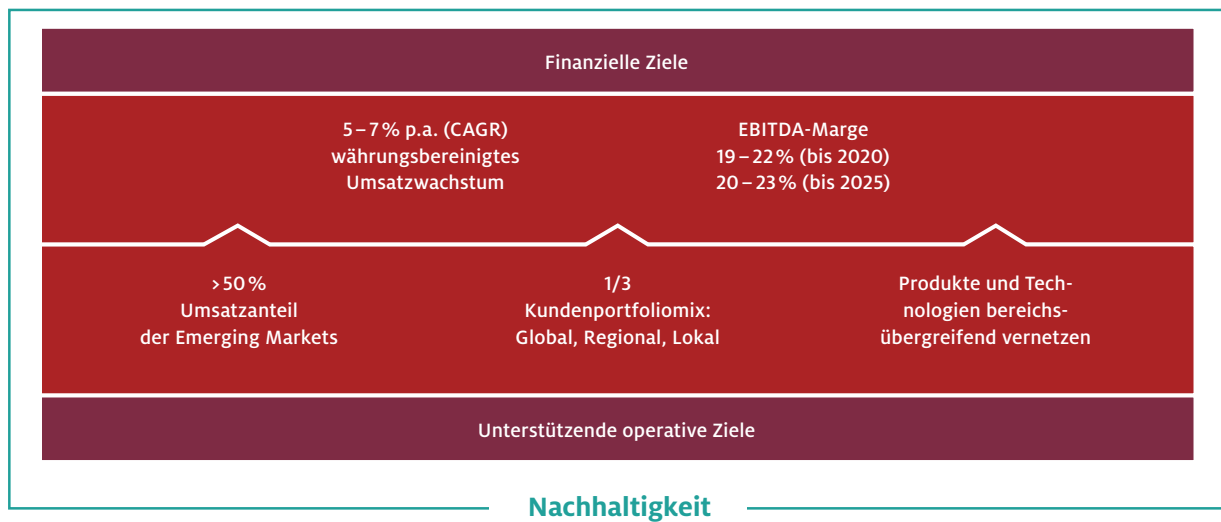 Finanzielle Ziele
5–7 % p.a. (CAGR)
währungsbereinigtes
Umsatzwachstum
EBITDA-Marge
19–22 % (bis 2020)
20–23 % (bis 2025)
>50 %
Umsatzanteil
der Emerging Markets
1/3
Kundenportfoliomix:
Global, Regional, Lokal
Produkte und Tech-
nologien bereichs-
übergreifend vernetzen
Unterstützende operative Ziele
Nachhaltigkeit